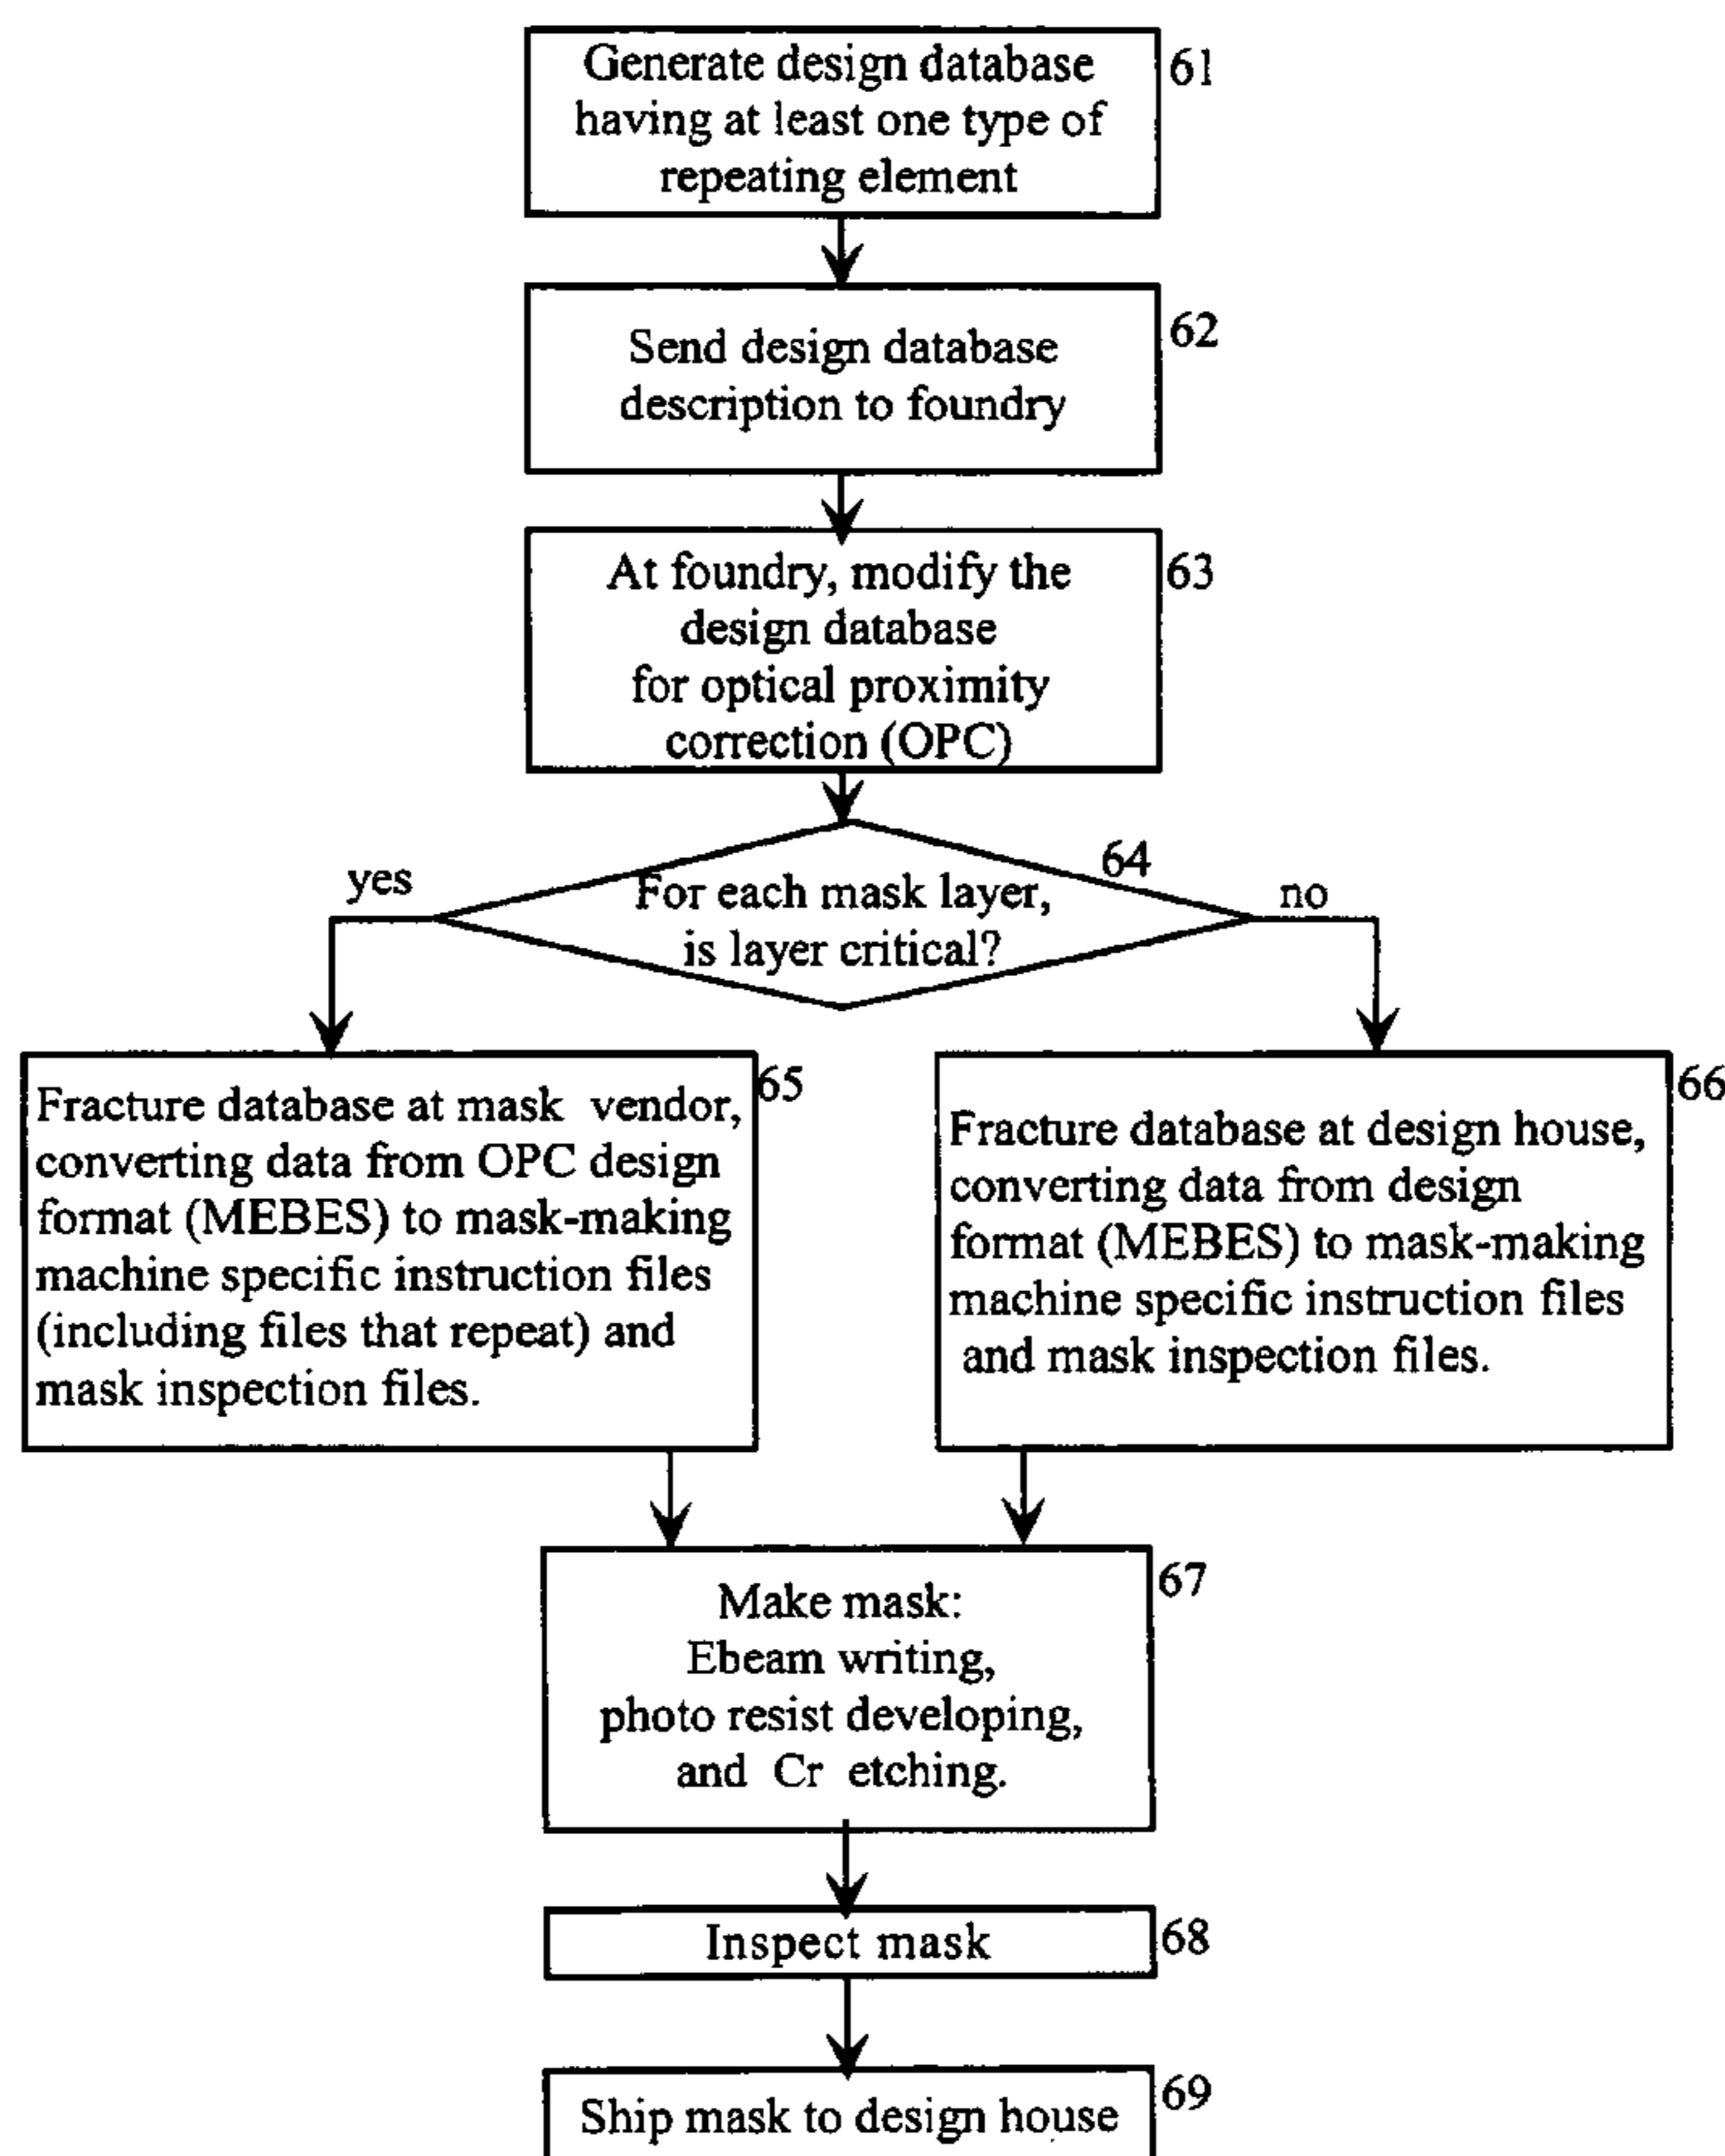 Generate design database
having at least one type of
repeating element
61
Send design database
description to foundry
62
At foundry, modify the
design database
for optical proximity
correction (OPC)
63
64
yes
For each mask layer,
is layer critical?
no
Fracture database at mask vendor,
converting data from OPC design
format (MEBES) to mask-making
machine specific instruction files
(including files that repeat) and
mask inspection files.
65
Fracture database at design house,
converting data from design
format (MEBES) to mask-making
machine specific instruction files
and mask inspection files.
66
Make mask:
Ebeam writing,
photo resist developing,
and Cr etching.
67
Inspect mask
68
Ship mask to design house
69